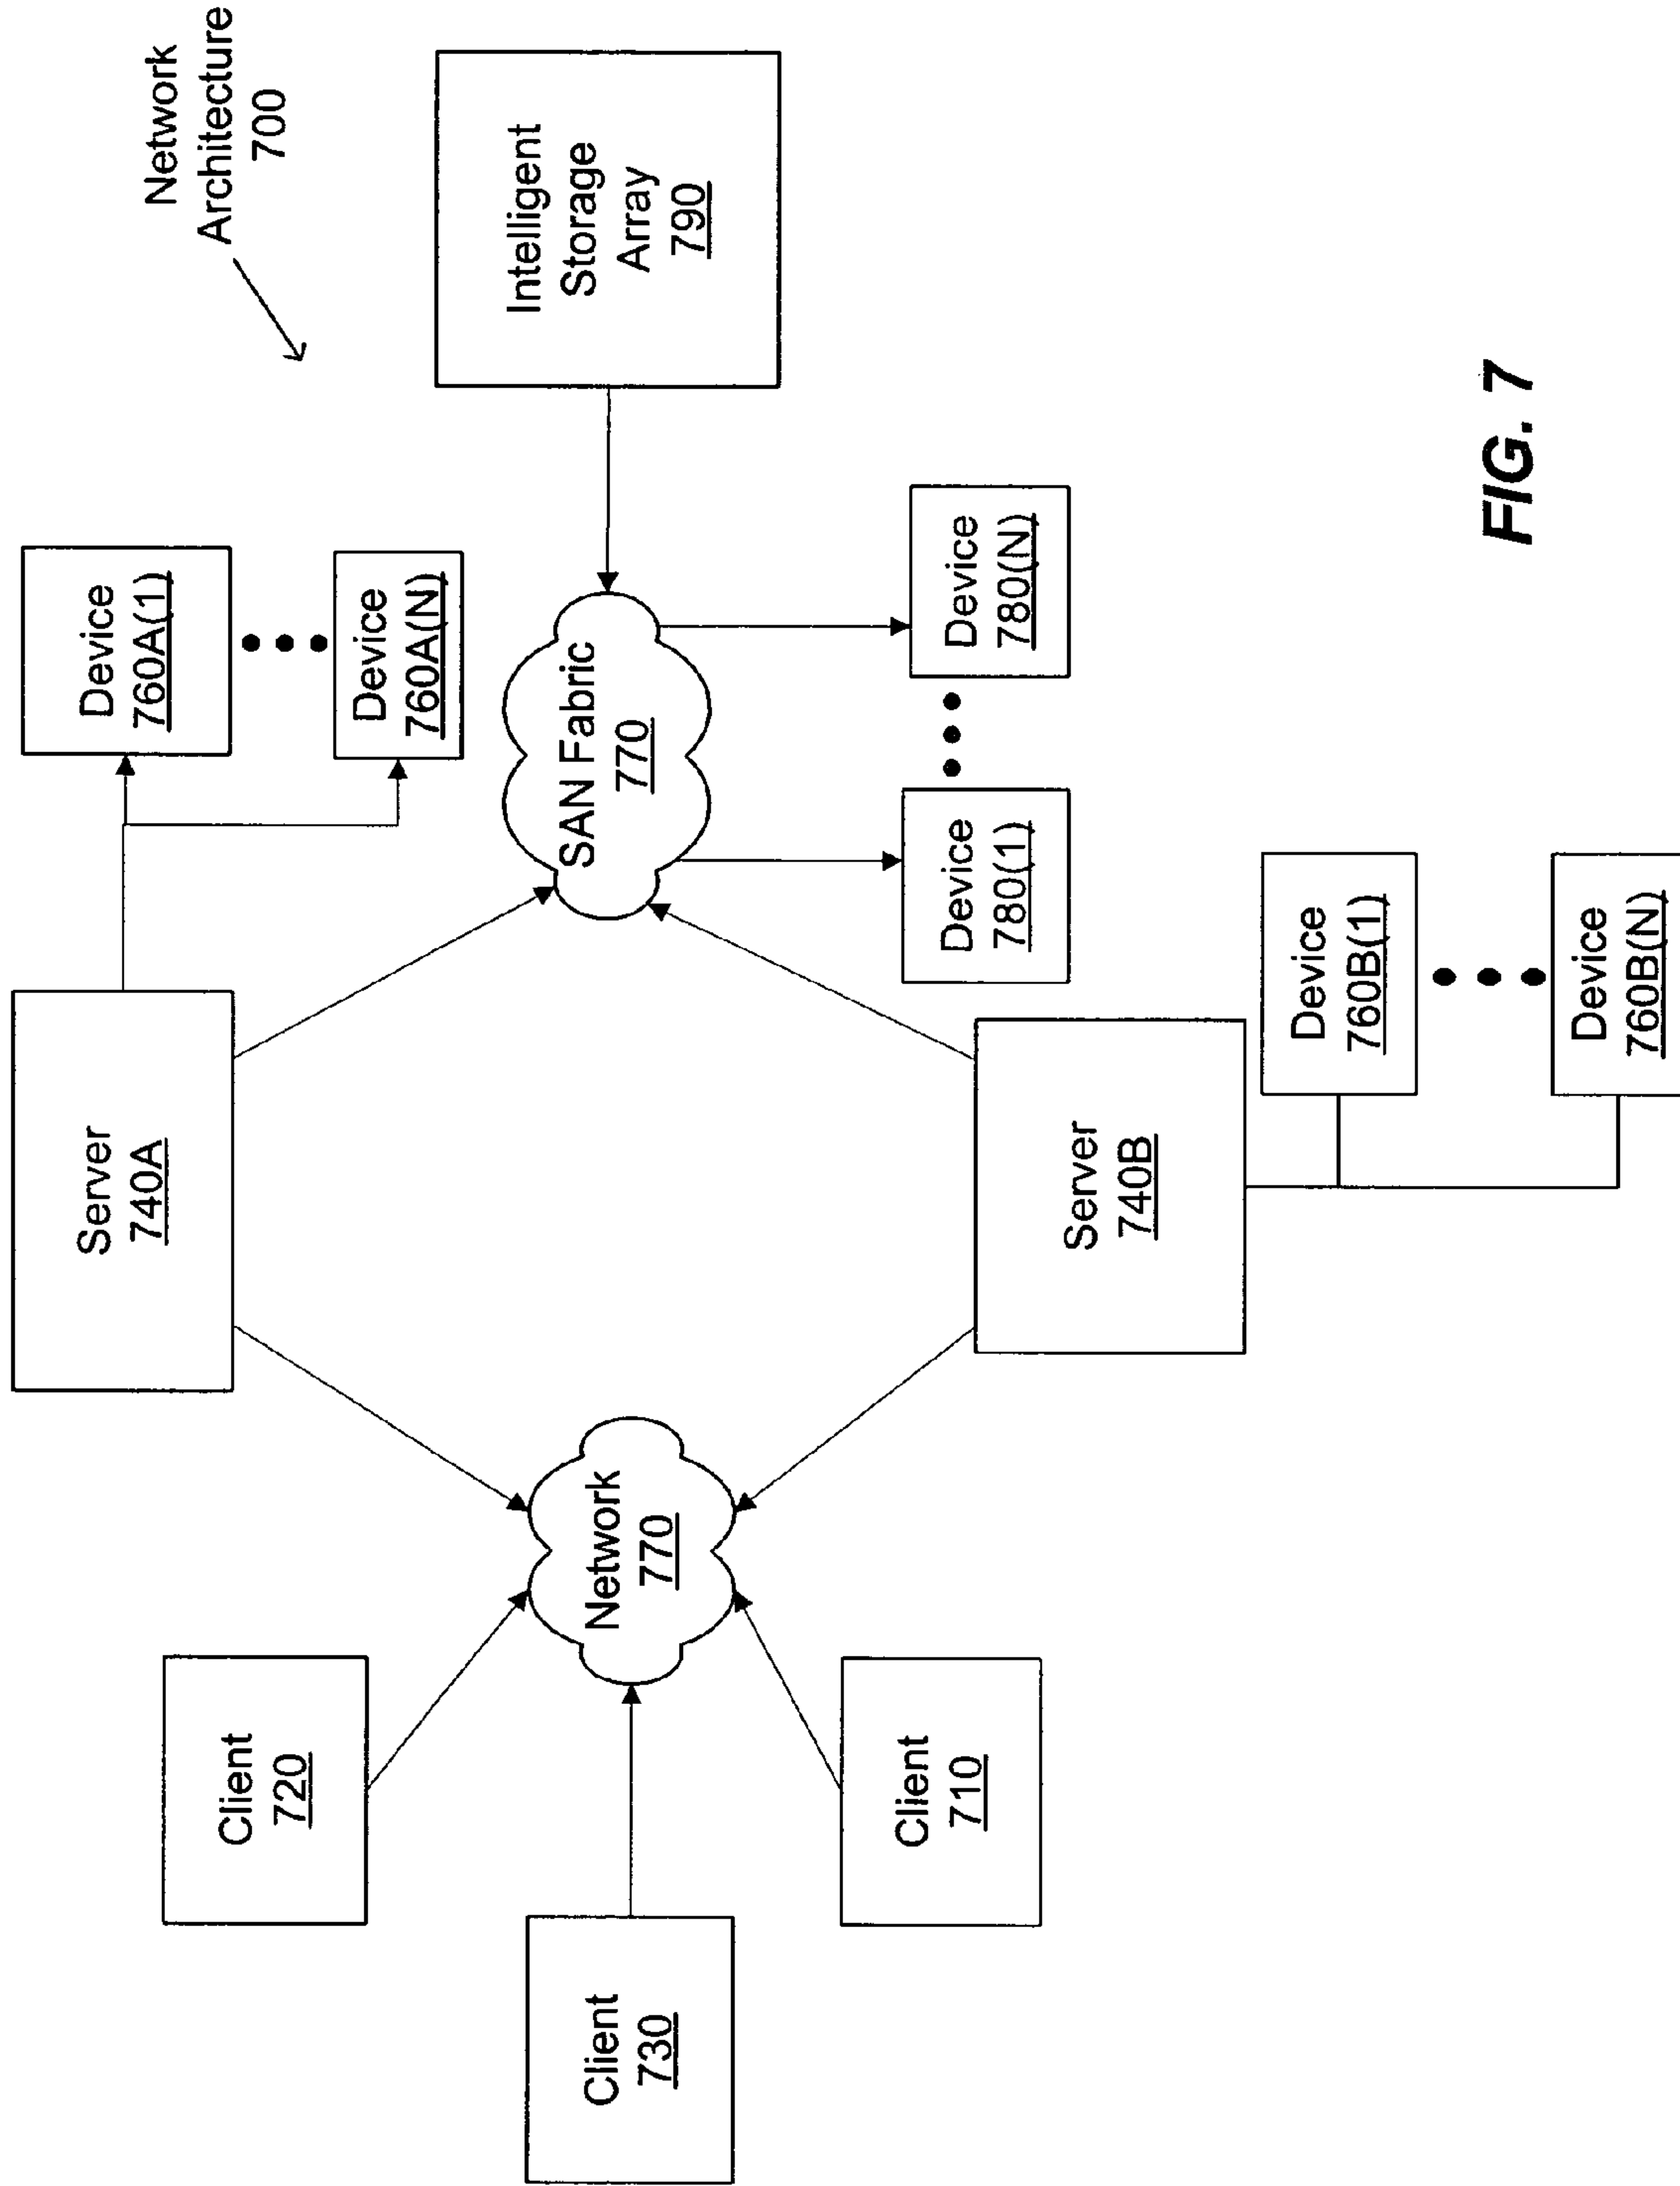 Network
Architecture
700
Device
760A(1)
Device
760A(N)
Server
740A
Intelligent
Storage
Array
790
SAN Fabric
770
Client
720
Network
770
Client
730
Device
780(1)
Device
780(N)
Client
710
Server
740B
Device
760B(1)
Device
760B(N)
FIG. 7